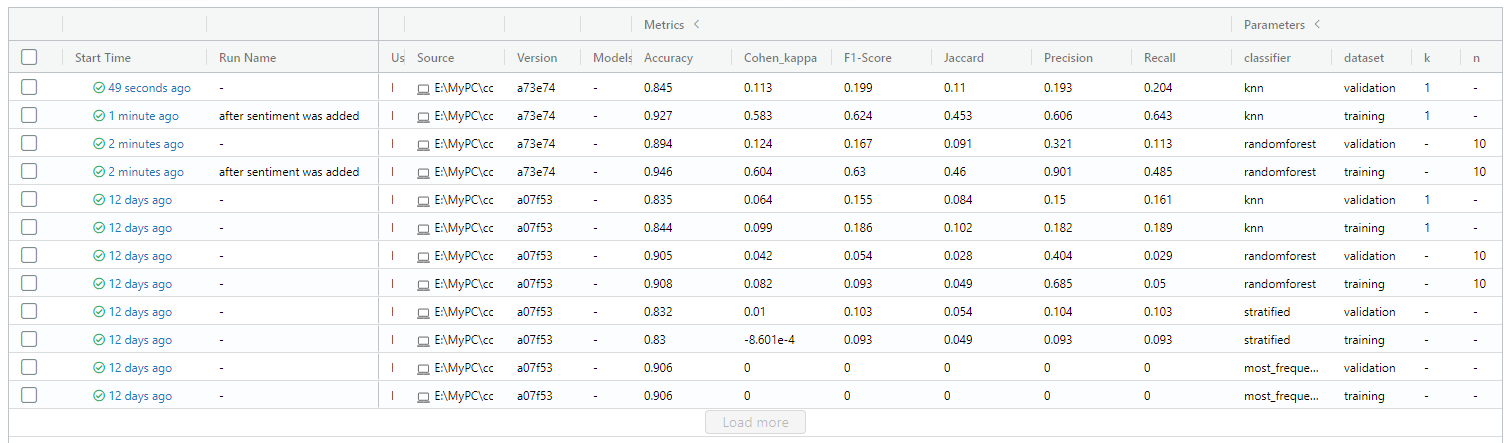 Metrics < Parameters <
Start Time Run Name Us Source Version Models Accuracy Cohen_kappa F1-Score Jaccard Precision Recall classifier dataset k n
49 seconds ago - E:\MyPC\cc a73e74 - 0.845 0.113 0.199 0.11 0.193 0.204 knn validation 1 -
1 minute ago after sentiment was added E:\MyPC\cc a73e74 - 0.927 0.583 0.624 0.453 0.606 0.643 knn training 1 -
2 minutes ago - E:\MyPC\cc a73e74 - 0.894 0.124 0.167 0.091 0.321 0.113 randomforest validation - 10
2 minutes ago after sentiment was added E:\MyPC\cc a73e74 - 0.946 0.604 0.63 0.46 0.901 0.485 randomforest training - 10
12 days ago - E:\MyPC\cc a07f53 - 0.835 0.064 0.155 0.084 0.15 0.161 knn validation 1 -
12 days ago - E:\MyPC\cc a07f53 - 0.844 0.099 0.186 0.102 0.182 0.189 knn training 1 -
12 days ago - E:\MyPC\cc a07f53 - 0.905 0.042 0.054 0.028 0.404 0.029 randomforest validation - 10
12 days ago - E:\MyPC\cc a07f53 - 0.908 0.082 0.093 0.049 0.685 0.05 randomforest training - 10
12 days ago - E:\MyPC\cc a07f53 - 0.832 0.01 0.103 0.054 0.104 0.103 stratified validation - -
12 days ago - E:\MyPC\cc a07f53 - 0.83 -8.601e-4 0.093 0.049 0.093 0.093 stratified training - -
12 days ago - E:\MyPC\cc a07f53 - 0.906 0 0 0 0 0 most_freque... validation - -
12 days ago - E:\MyPC\cc a07f53 - 0.906 0 0 0 0 0 most_freque... training - -
Load more